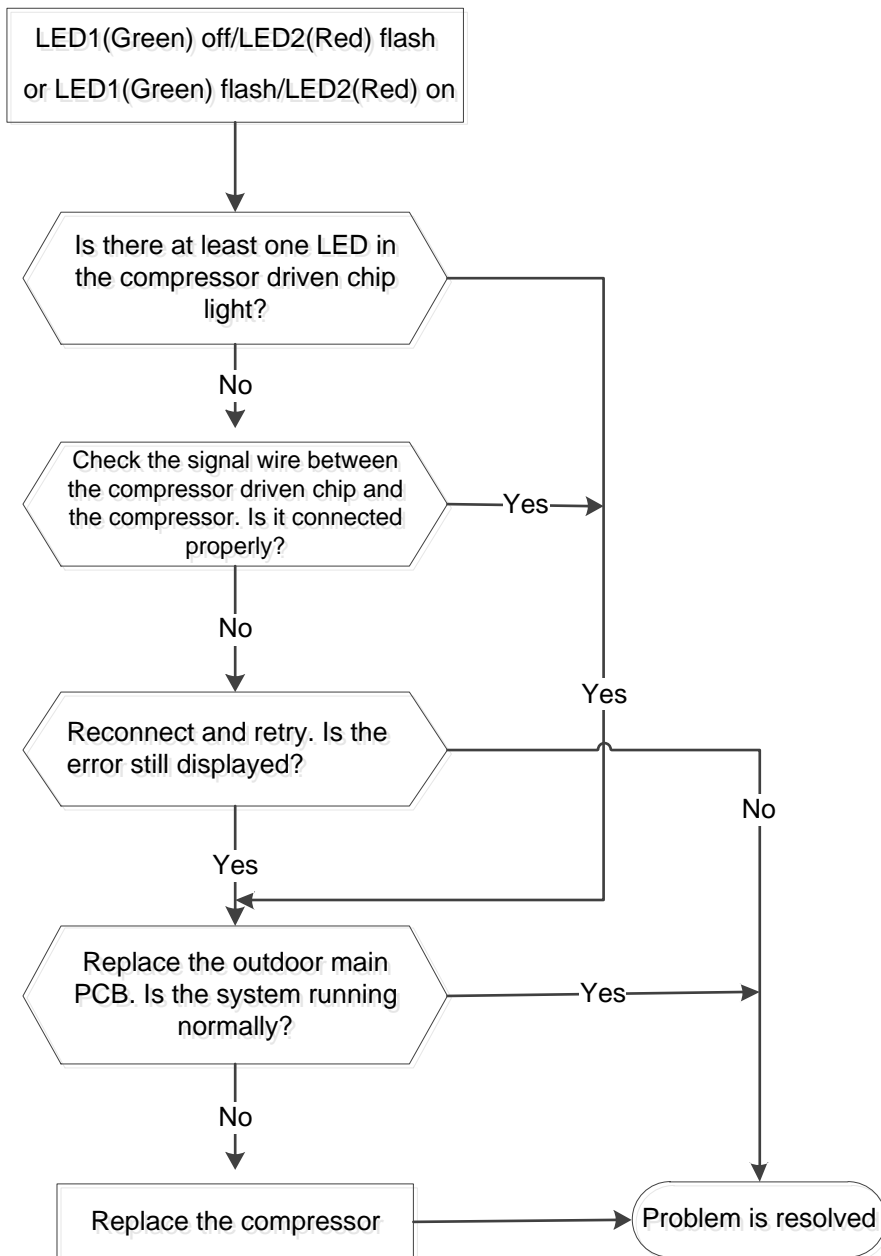 LED1(Green) off/LED2(Red) flash
or LED1(Green) flash/LED2(Red) on
Is there at least one LED in
the compressor driven chip
light?
No
Check the signal wire between
the compressor driven chip and
the compressor. Is it connected
properly?
Yes
No
Yes
Reconnect and retry. Is the
error still displayed?
No
Yes
Replace the outdoor main
PCB. Is the system running
normally?
Yes
No
Replace the compressor
Problem is resolved